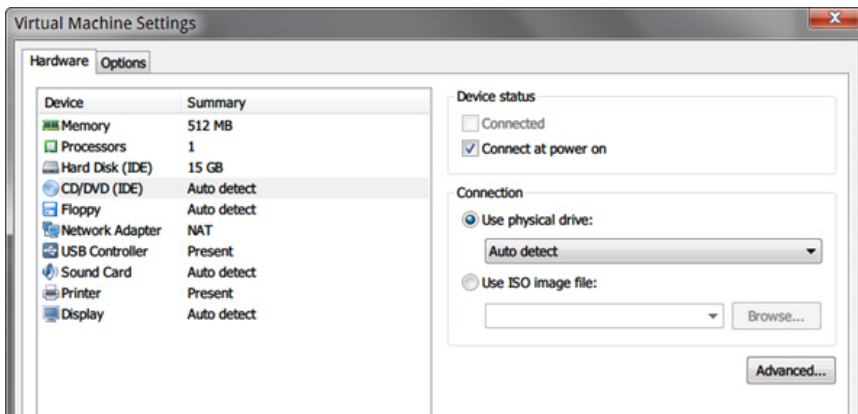 Virtual Machine Settings
Hardware Options
Device Summary
Memory 512 MB
Processors 1
Hard Disk (IDE) 15 GB
CD/DVD (IDE) Auto detect
Floppy Auto detect
Network Adapter NAT
USB Controller Present
Sound Card Auto detect
Printer Present
Display Auto detect
Device status
Connected
Connect at power on
Connection
Use physical drive:
Auto detect
Use ISO image file:
Browse...
Advanced...